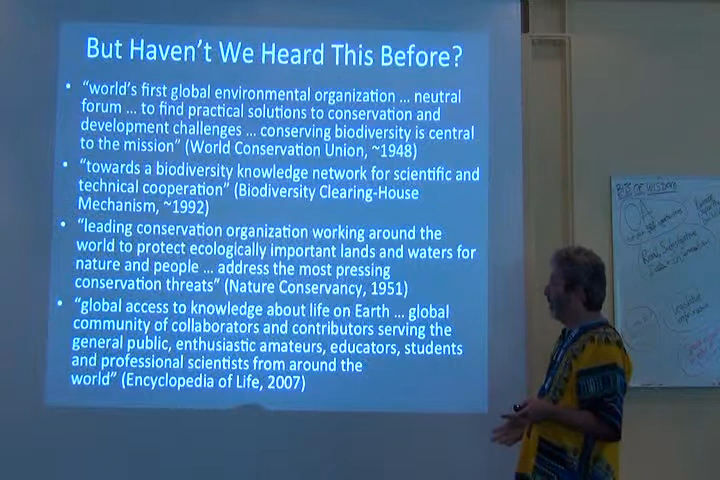 But Haven't We Heard This Before?
• "world's first global environmental organization ... neutral
forum ... to find practical solutions to conservation and
development challenges ... conserving biodiversity is central
to the mission" (World Conservation Union, ~1948)
• "towards a biodiversity knowledge network for scientific and
technical cooperation" (Biodiversity Clearing-House
Mechanism, ~1992)
• "leading conservation organization working around the
world to protect ecologically important lands and waters for
nature and people ... address the most pressing
conservation threats" (Nature Conservancy, 1951)
• "global access to knowledge about life on Earth ... global
community of collaborators and contributors serving the
general public, enthusiastic amateurs, educators, students
and professional scientists from around the
world" (Encyclopedia of Life, 2007)
BITS OF WISDOM